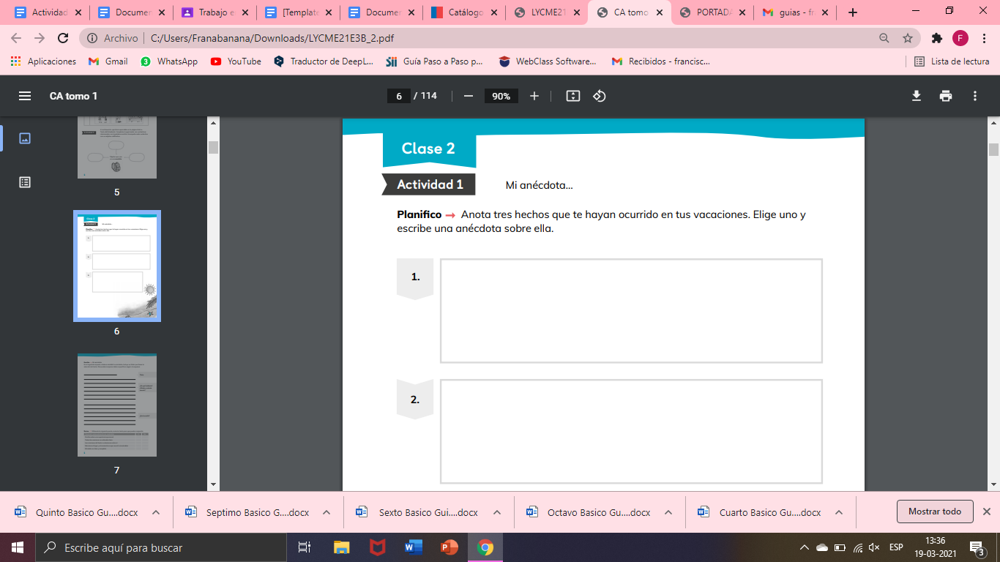 Actividad
Documen
Trabajo e
[Template
Documen
Catálogo
LYCME21
CA tomo
PORTADA
guias - fr
Archivo
C:/Users/Franabanana/Downloads/LYCME21E3B_2.pdf
F
Aplicaciones
Gmail
3
WhatsApp
YouTube
Traductor de DeepL...
Sii
Guía Paso a Paso p...
WebClass Software...
Recibidos - francisc...
Lista de lectura
CA tomo 1
6 / 114
90%
5
6
7
Clase 2
Actividad 1
Mi anécdota...
Planifico → Anota tres hechos que te hayan ocurrido en tus vacaciones. Elige uno y
escribe una anécdota sobre ella.
1.
2.
Quinto Basico Gu....docx
Septimo Basico G....docx
Sexto Basico Gui....docx
Octavo Basico Gu....docx
Cuarto Basico Gu....docx
Mostrar todo
Escribe aquí para buscar
ESP
13:36
19-03-2021
3